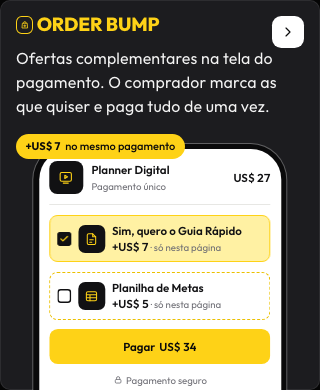 ORDER BUMP
Ofertas complementares na tela do
pagamento. O comprador marca as
que quiser e paga tudo de uma vez.
+US$ 7 no mesmo pagamento
Planner Digital
Pagamento único
US$ 27
Sim, quero o Guia Rápido
+US$ 7 · só nesta página
Planilha de Metas
+US$ 5 · só nesta página
Pagar US$ 34
Pagamento seguro